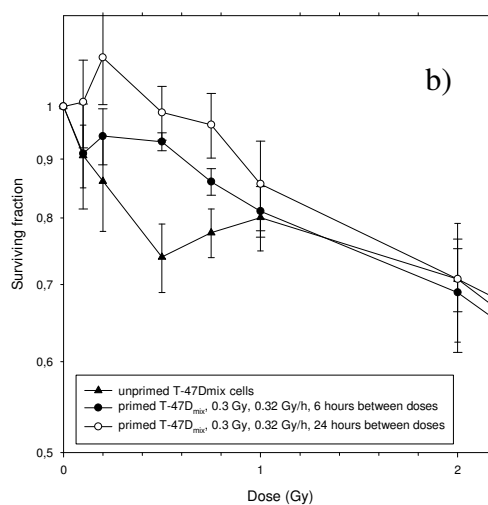 b)
1
0,9
0,8
0,7
0,6
0,5
Surviving fraction
unprimed T-47Dmix cells
primed T-47D_mix, 0.3 Gy, 0.32 Gy/h, 6 hours between doses
primed T-47D_mix, 0.3 Gy, 0.32 Gy/h, 24 hours between doses
0 1 2
Dose (Gy)